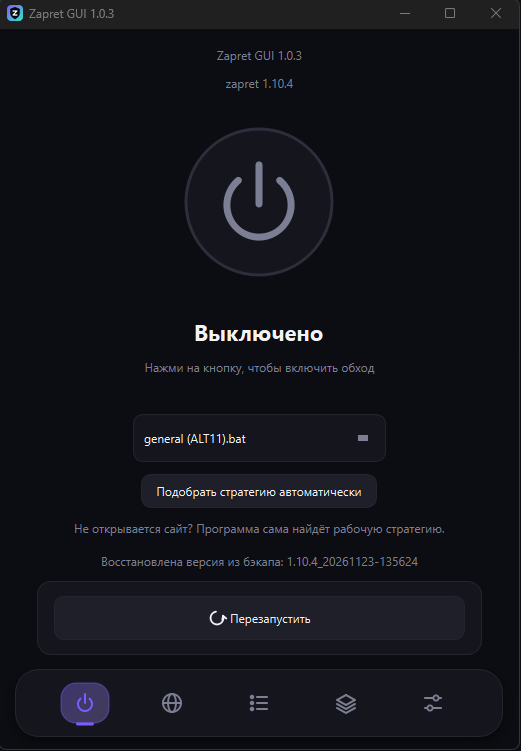 Zapret GUI 1.0.3
Zapret GUI 1.0.3
zapret 1.10.4
Выключено
Нажми на кнопку, чтобы включить обход
general (ALT11).bat
Подобрать стратегию автоматически
Не открывается сайт? Программа сама найдёт рабочую стратегию.
Восстановлена версия из бэкапа: 1.10.4_20261123-135624
Перезапустить